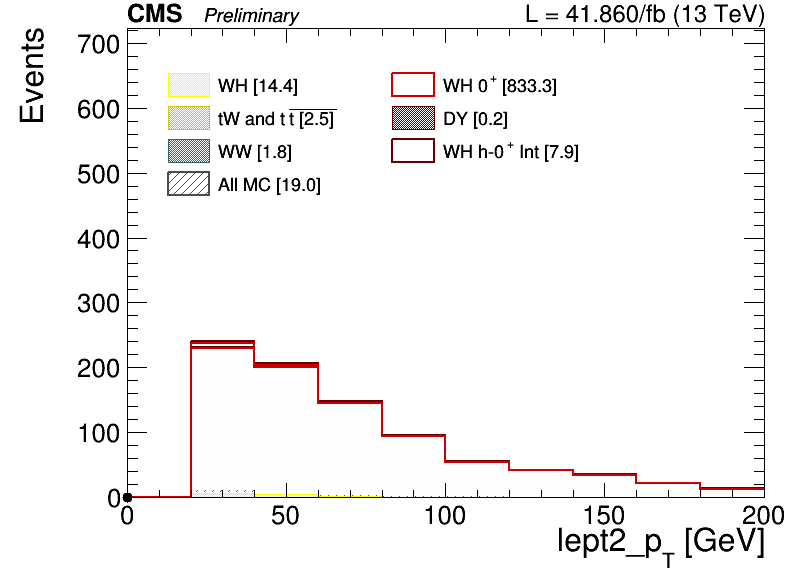 CMS Preliminary L = 41.860/fb (13 TeV)
Events
700
600
500
400
300
200
100
0
WH [14.4]
tW and t t̅ [2.5]
WW [1.8]
All MC [19.0]
WH 0⁺ [833.3]
DY [0.2]
WH h-0⁺ Int [7.9]
0 50 100 150 200
lept2_p_T [GeV]